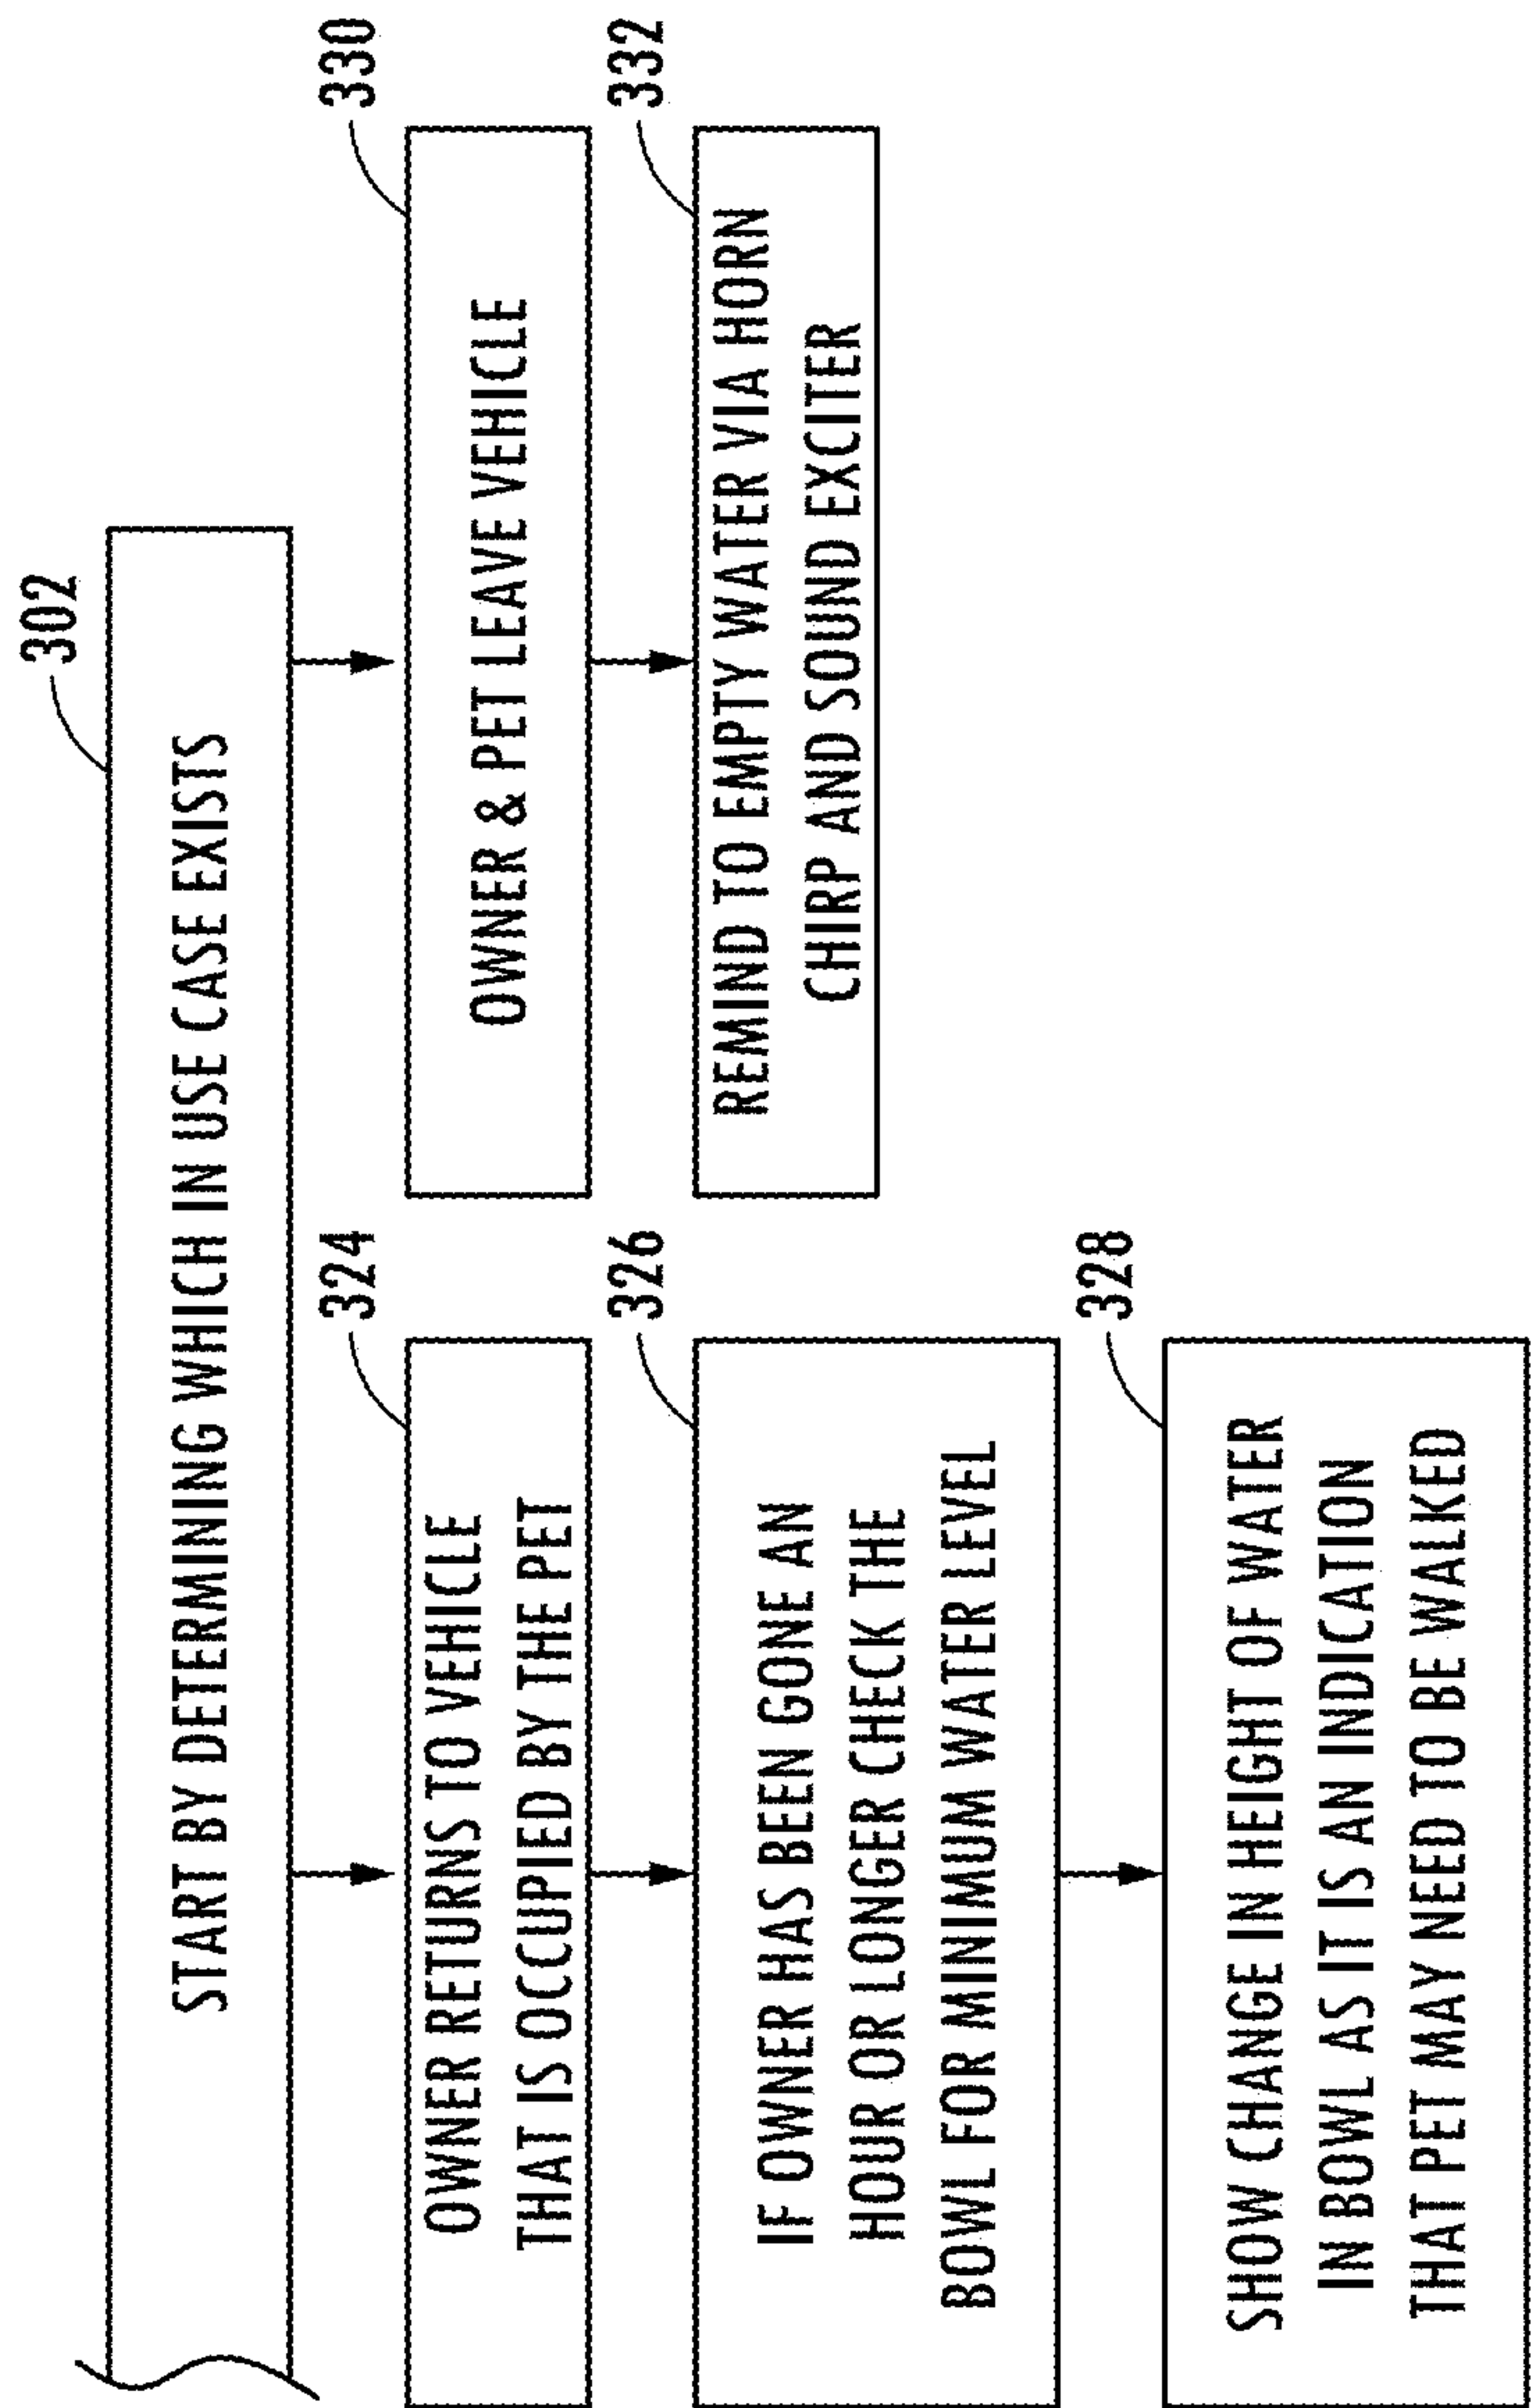 302
START BY DETERMINING WHICH IN USE CASE EXISTS
324
OWNER RETURNS TO VEHICLE
THAT IS OCCUPIED BY THE PET
326
IF OWNER HAS BEEN GONE AN
HOUR OR LONGER CHECK THE
BOWL FOR MINIMUM WATER LEVEL
328
SHOW CHANGE IN HEIGHT OF WATER
IN BOWL AS IT IS AN INDICATION
THAT PET MAY NEED TO BE WALKED
330
OWNER & PET LEAVE VEHICLE
332
REMIND TO EMPTY WATER VIA HORN
CHIRP AND SOUND EXCITER